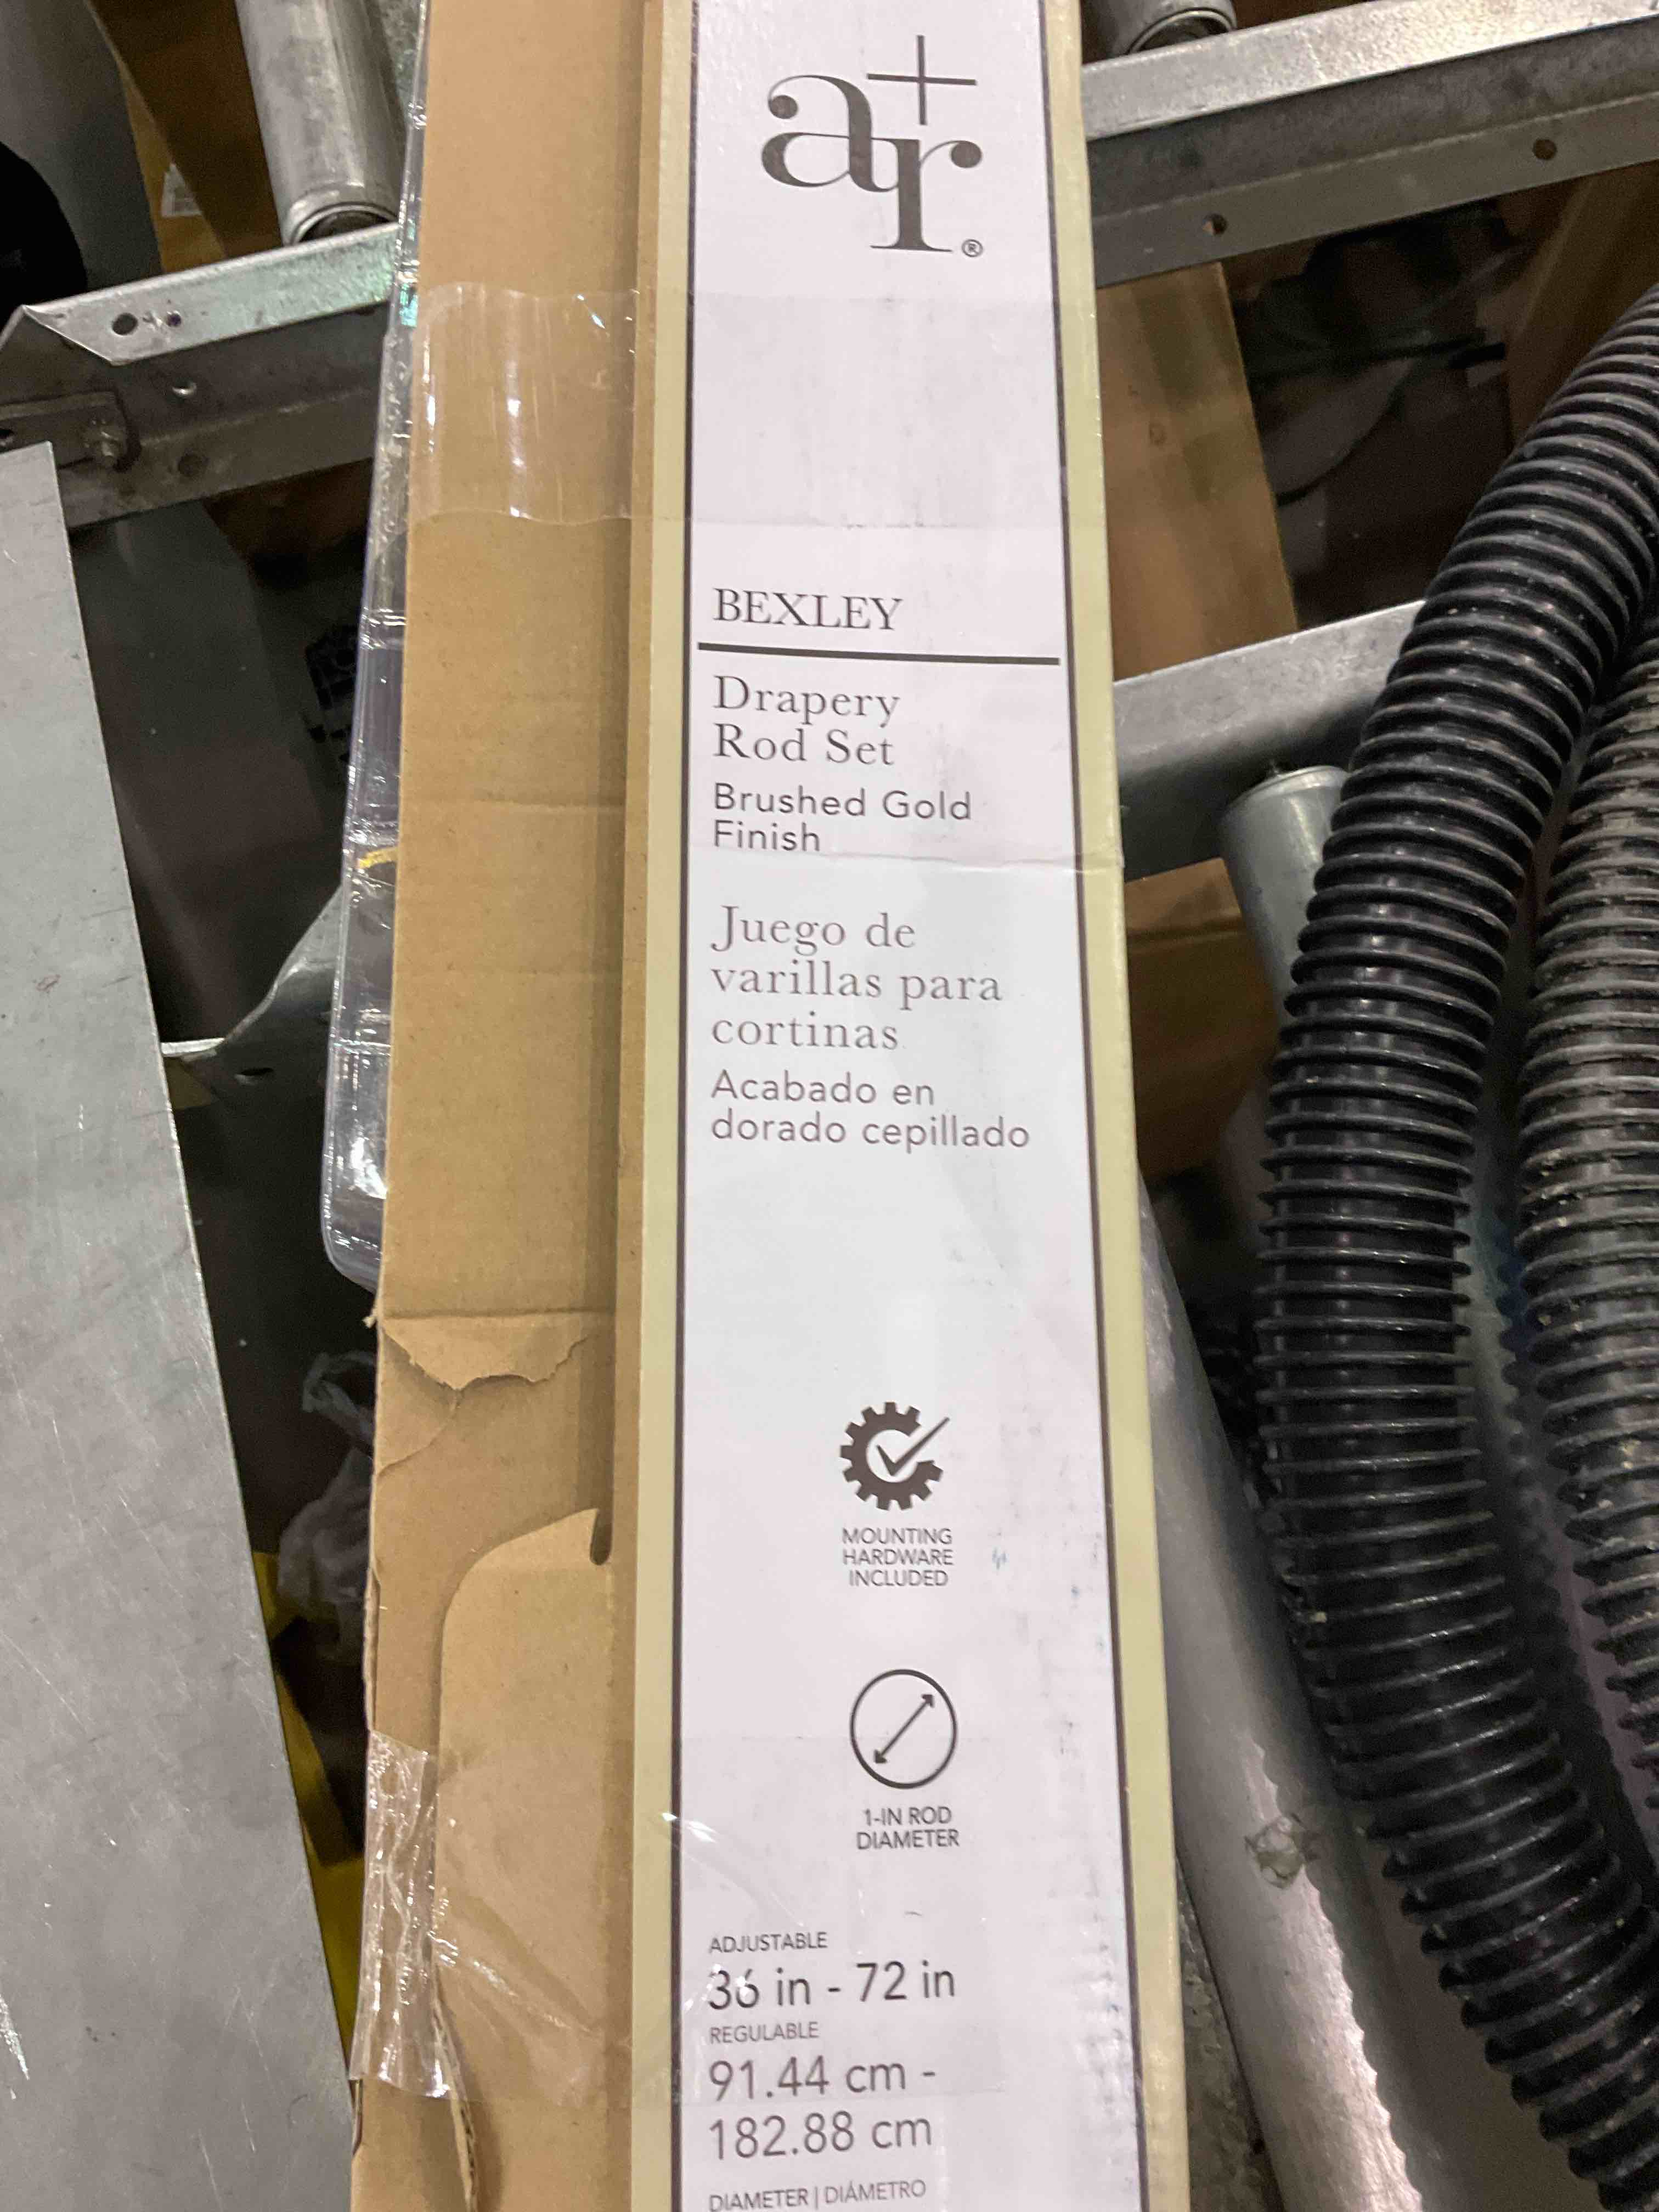 a+r®
BEXLEY
Drapery
Rod Set
Brushed Gold
Finish
Juego de
varillas para
cortinas
Acabado en
dorado cepillado
MOUNTING
HARDWARE
INCLUDED
1-IN ROD
DIAMETER
ADJUSTABLE
36 in - 72 in
REGULABLE
91.44 cm -
182.88 cm
DIAMETER | DIÁMETRO